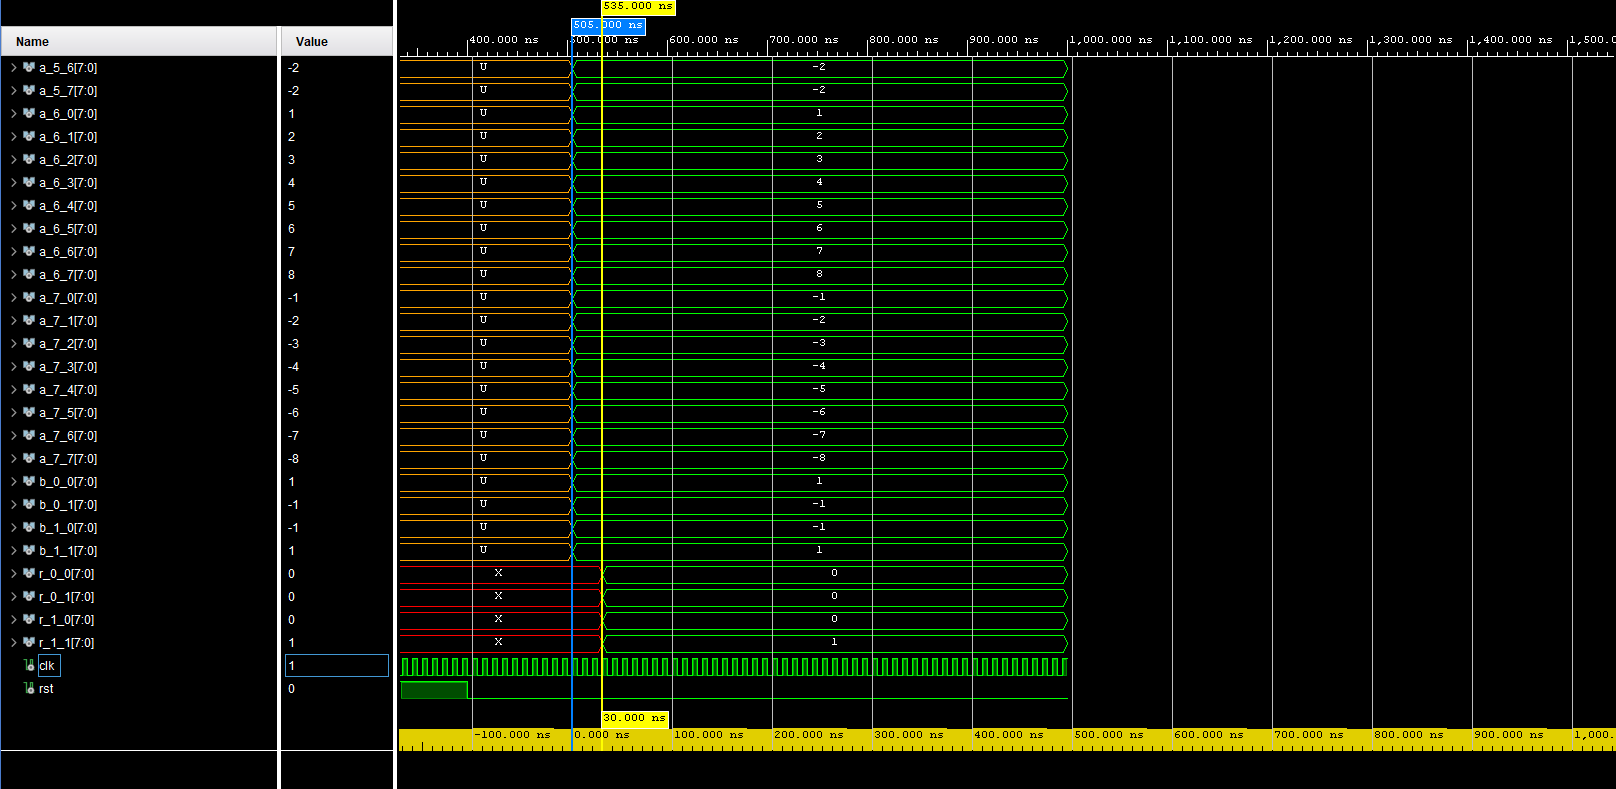 535.000 ns
505.000 ns
Name Value
400.000 ns 500.000 ns 600.000 ns 700.000 ns 800.000 ns 900.000 ns 1,000.000 ns 1,100.000 ns 1,200.000 ns 1,300.000 ns 1,400.000 ns 1,500.0
a_5_6[7:0] -2 U -2
a_5_7[7:0] -2 U -2
a_6_0[7:0] 1 U 1
a_6_1[7:0] 2 U 2
a_6_2[7:0] 3 U 3
a_6_3[7:0] 4 U 4
a_6_4[7:0] 5 U 5
a_6_5[7:0] 6 U 6
a_6_6[7:0] 7 U 7
a_6_7[7:0] 8 U 8
a_7_0[7:0] -1 U -1
a_7_1[7:0] -2 U -2
a_7_2[7:0] -3 U -3
a_7_3[7:0] -4 U -4
a_7_4[7:0] -5 U -5
a_7_5[7:0] -6 U -6
a_7_6[7:0] -7 U -7
a_7_7[7:0] -8 U -8
b_0_0[7:0] 1 U 1
b_0_1[7:0] -1 U -1
b_1_0[7:0] -1 U -1
b_1_1[7:0] 1 U 1
r_0_0[7:0] 0 X 0
r_0_1[7:0] 0 X 0
r_1_0[7:0] 0 X 0
r_1_1[7:0] 1 X 1
clk 1
rst 0
30.000 ns
-100.000 ns 0.000 ns 100.000 ns 200.000 ns 300.000 ns 400.000 ns 500.000 ns 600.000 ns 700.000 ns 800.000 ns 900.000 ns 1,000.